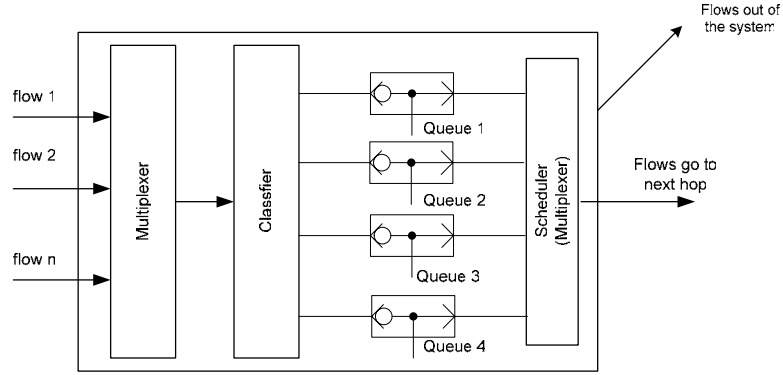 Flows out of
the system
flow 1
flow 2
flow n
Multiplexer
Classfier
Queue 1
Queue 2
Queue 3
Queue 4
Scheduler
(Multiplexer)
Flows go to
next hop